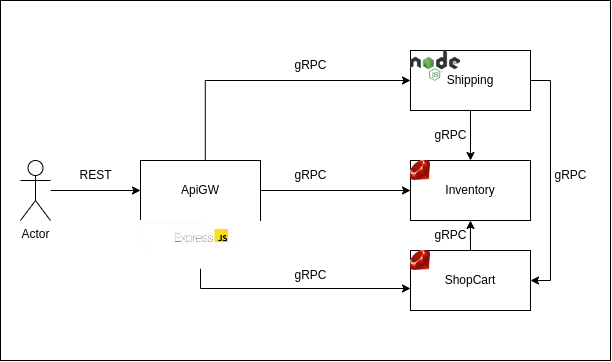 gRPC
node
JS
Shipping
gRPC
REST
ApiGW
gRPC
Inventory
gRPC
Actor
Express
JS
gRPC
gRPC
ShopCart